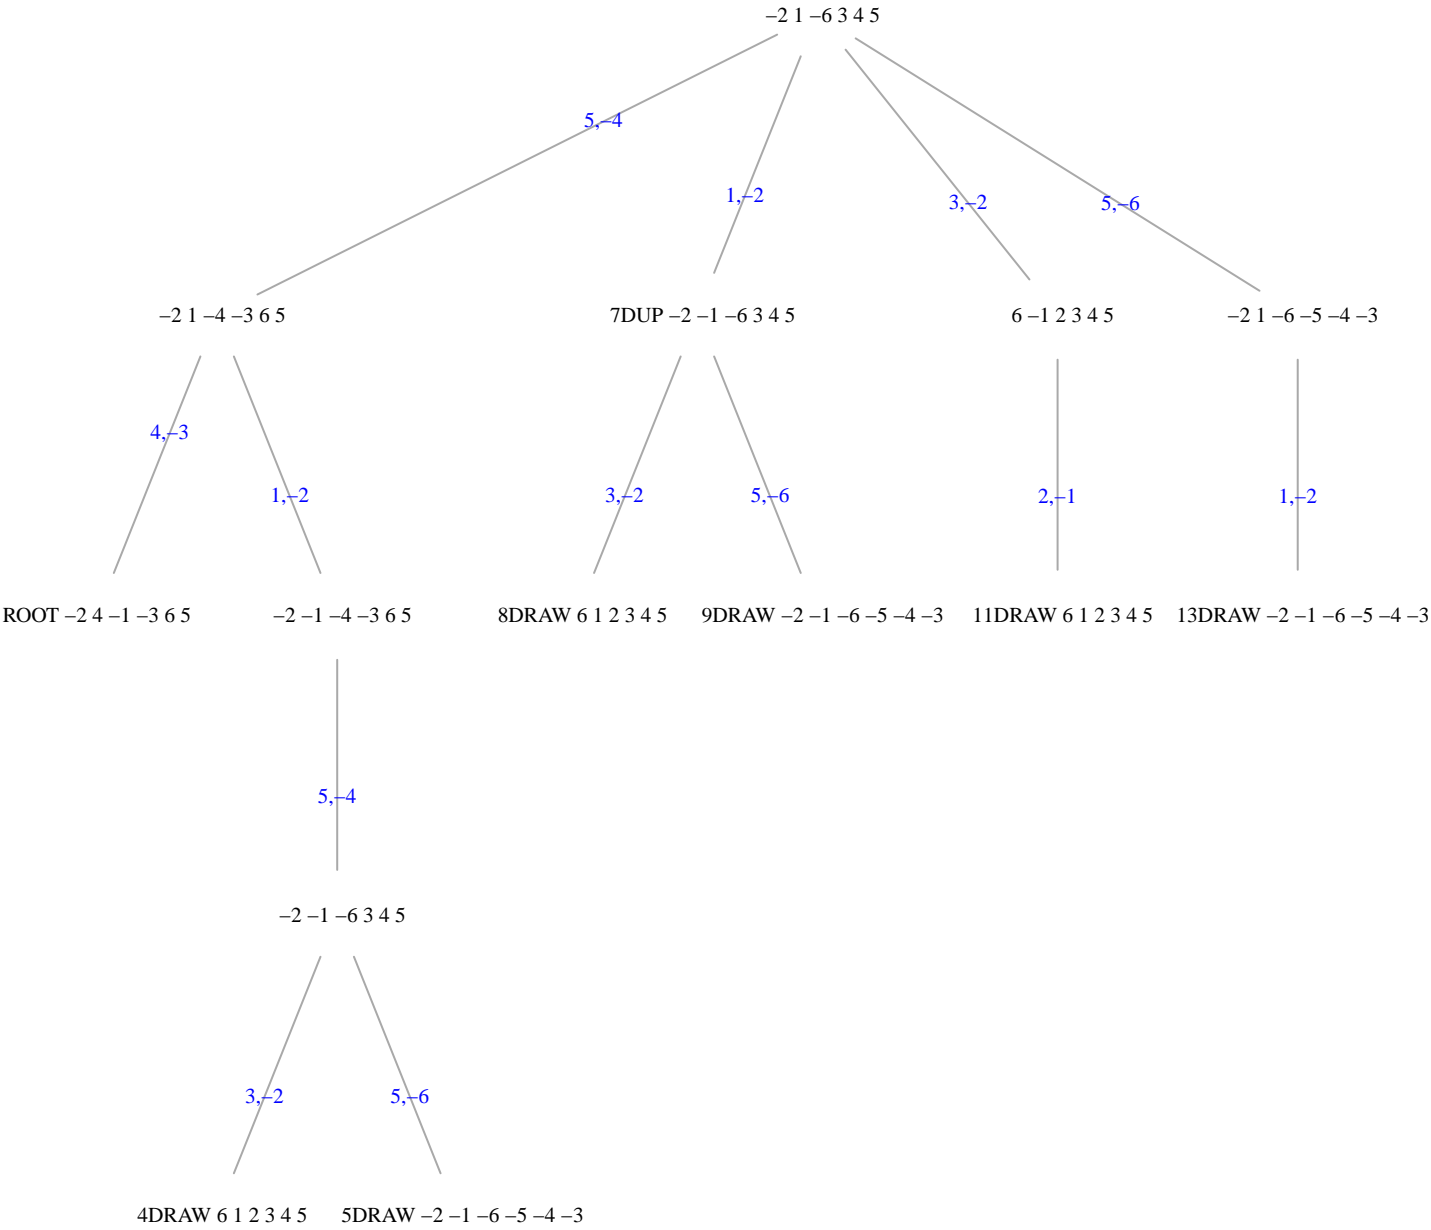 –2 1 –6 3 4 5
5,–4
1,–2
3,–2
5,–6
–2 1 –4 –3 6 5
7DUP –2 –1 –6 3 4 5
6 –1 2 3 4 5
–2 1 –6 –5 –4 –3
4,–3
1,–2
3,–2
5,–6
2,–1
1,–2
ROOT –2 4 –1 –3 6 5
–2 –1 –4 –3 6 5
8DRAW 6 1 2 3 4 5
9DRAW –2 –1 –6 –5 –4 –3
11DRAW 6 1 2 3 4 5
13DRAW –2 –1 –6 –5 –4 –3
5,–4
–2 –1 –6 3 4 5
3,–2
5,–6
4DRAW 6 1 2 3 4 5
5DRAW –2 –1 –6 –5 –4 –3